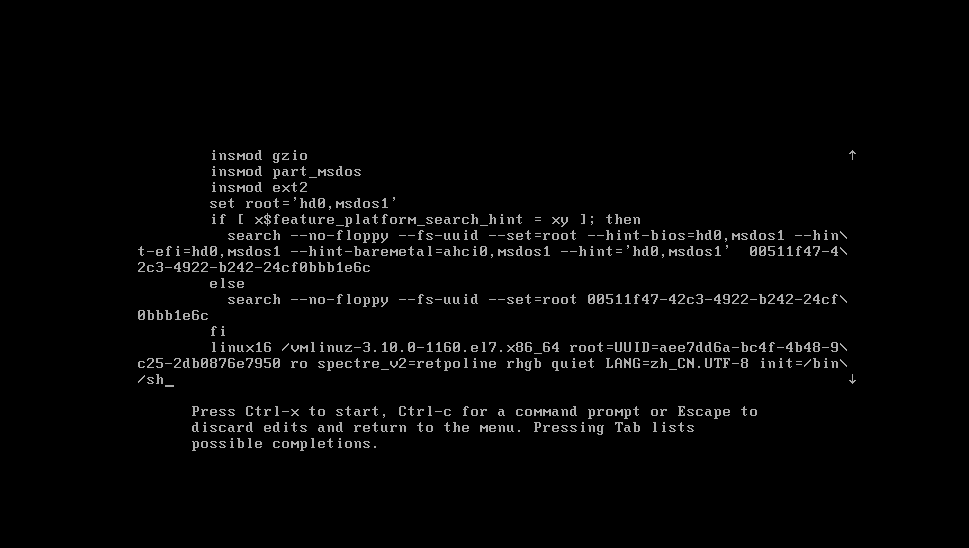 insmod gzio ↑
insmod part_msdos
insmod ext2
set root='hd0,msdos1'
if [ x$feature_platform_search_hint = xy ]; then
search --no-floppy --fs-uuid --set=root --hint-bios=hd0,msdos1 --hin\
t-efi=hd0,msdos1 --hint-baremetal=ahci0,msdos1 --hint='hd0,msdos1'  00511f47-4\
2c3-4922-b242-24cf0bbb1e6c
else
search --no-floppy --fs-uuid --set=root 00511f47-42c3-4922-b242-24cf\
0bbb1e6c
fi
linux16 /vmlinuz-3.10.0-1160.el7.x86_64 root=UUID=aee7dd6a-bc4f-4b48-9\
c25-2db0876e7950 ro spectre_v2=retpoline rhgb quiet LANG=zh_CN.UTF-8 init=/bin\
/sh_ ↓
Press Ctrl-x to start, Ctrl-c for a command prompt or Escape to
discard edits and return to the menu. Pressing Tab lists
possible completions.